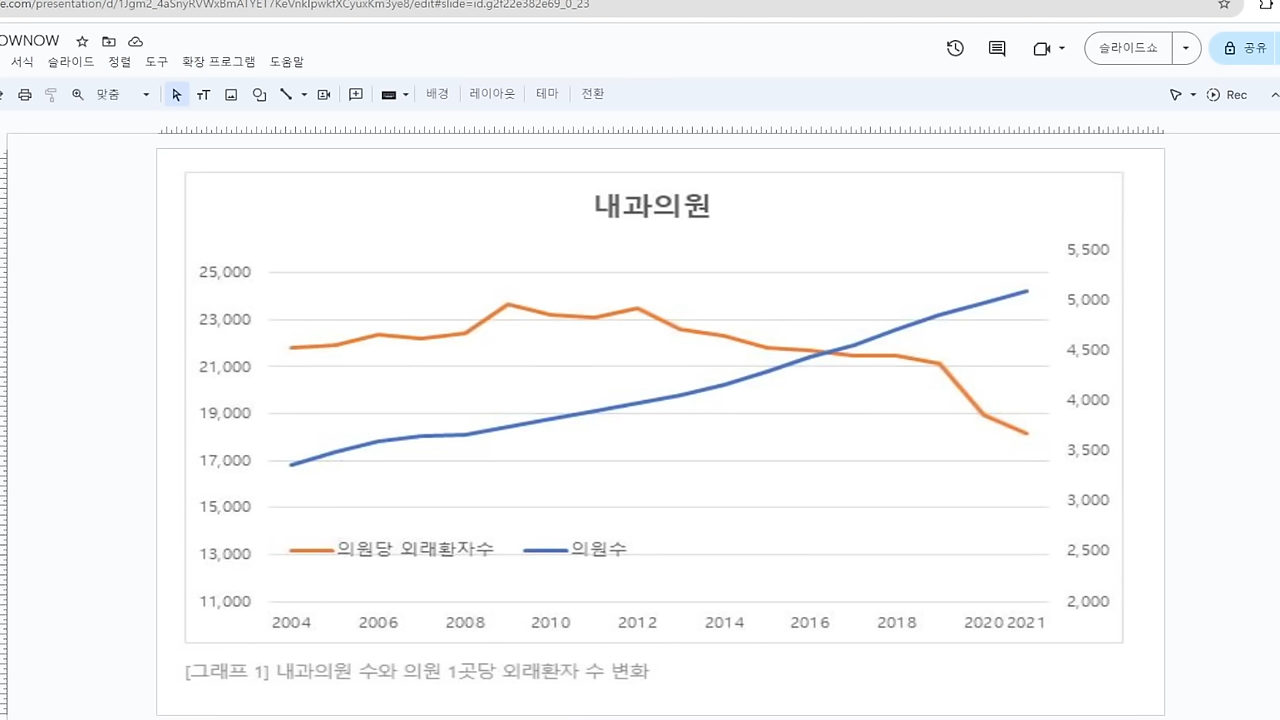 e.com/presentation/d/1Jgm2_4aSnyRVWxBmATYET7KeVnkIpwkfXCyuxKm3ye8/edit#slide=id.g2f22e382e69_0_23
OWNOW
서식 슬라이드 정렬 도구 확장 프로그램 도움말
슬라이드쇼
공유
맞춤
배경 레이아웃 테마 전환
Rec
내과의원
5,500
25,000
5,000
23,000
4,500
21,000
4,000
19,000
3,500
17,000
3,000
15,000
의원당 외래환자수 의원수
2,500
13,000
11,000
2,000
2004 2006 2008 2010 2012 2014 2016 2018 2020 2021
[그래프 1] 내과의원 수와 의원 1곳당 외래환자 수 변화